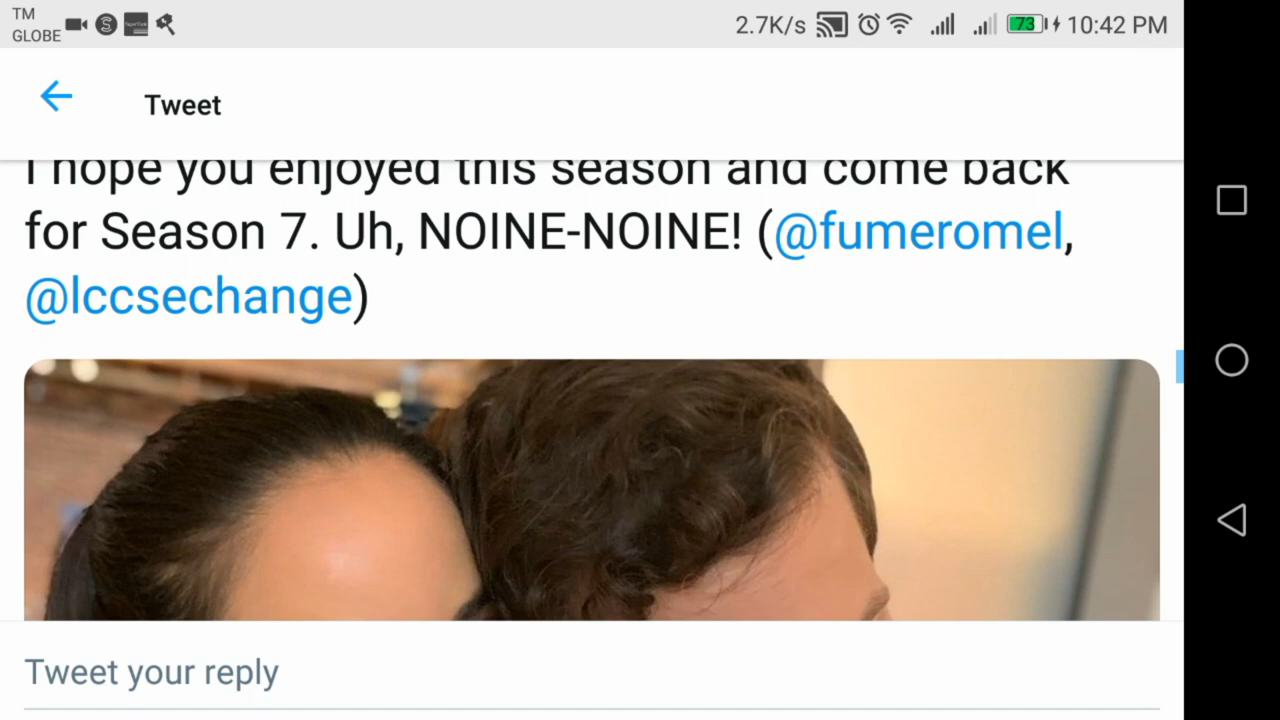 TM
GLOBE
2.7K/s
73
10:42 PM
Tweet
I hope you enjoyed this season and come back
for Season 7. Uh, NOINE-NOINE! (@fumeromel,
@lccsechange)
Tweet your reply